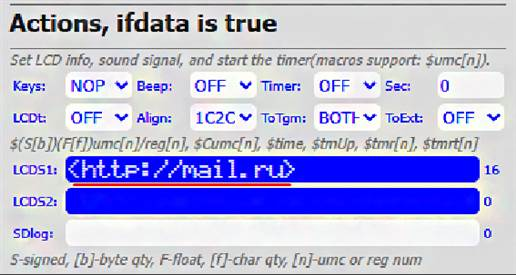 Actions, ifdata is true
Set LCD info, sound signal, and start the timer(macros support: $umc[n]).
Keys: NOP Beep: OFF Timer: OFF Sec: 0
LCDt: OFF Align: 1C2C ToTgm: BOTH ToExt: OFF
$(S[b])(F[f])umc[n]/reg[n], $Cumc[n], $time, $tmUp, $tmr[n], $tmrt[n]
LCDS1: <http://mail.ru> 16
LCDS2: 0
SDlog: 0
S-signed, [b]-byte qty, F-float, [f]-char qty, [n]-umc or reg num